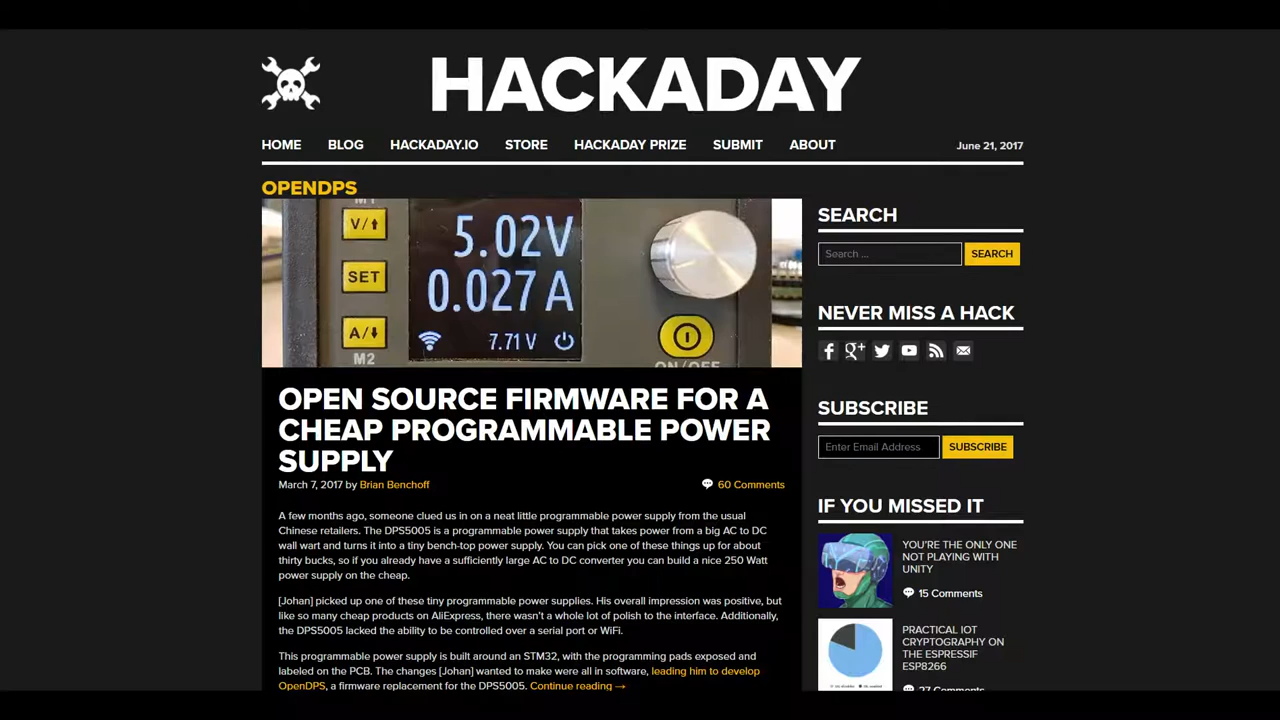 HACKADAY
HOME BLOG HACKADAY.IO STORE HACKADAY PRIZE SUBMIT ABOUT
June 21, 2017
OPENDPS
M1
V/⬆
SET
A/⬇
M2
5.02V
0.027A
7.71 V
ON/OFF
OPEN SOURCE FIRMWARE FOR A
CHEAP PROGRAMMABLE POWER
SUPPLY
March 7, 2017 by Brian Benchoff
60 Comments
A few months ago, someone clued us in on a neat little programmable power supply from the usual
Chinese retailers. The DPS5005 is a programmable power supply that takes power from a big AC to DC
wall wart and turns it into a tiny bench-top power supply. You can pick one of these things up for about
thirty bucks, so if you already have a sufficiently large AC to DC converter you can build a nice 250 Watt
power supply on the cheap.
[Johan] picked up one of these tiny programmable power supplies. His overall impression was positive, but
like so many cheap products on AliExpress, there wasn't a whole lot of polish to the interface. Additionally,
the DPS5005 lacked the ability to be controlled over a serial port or WiFi.
This programmable power supply is built around an STM32, with the programming pads exposed and
labeled on the PCB. The changes [Johan] wanted to make were all in software, leading him to develop
OpenDPS, a firmware replacement for the DPS5005. Continue reading →
SEARCH
Search ...
SEARCH
NEVER MISS A HACK
SUBSCRIBE
Enter Email Address
SUBSCRIBE
IF YOU MISSED IT
YOU'RE THE ONLY ONE
NOT PLAYING WITH
UNITY
15 Comments
PRACTICAL IOT
CRYPTOGRAPHY ON
THE ESPRESSIF
ESP8266
27 Comments